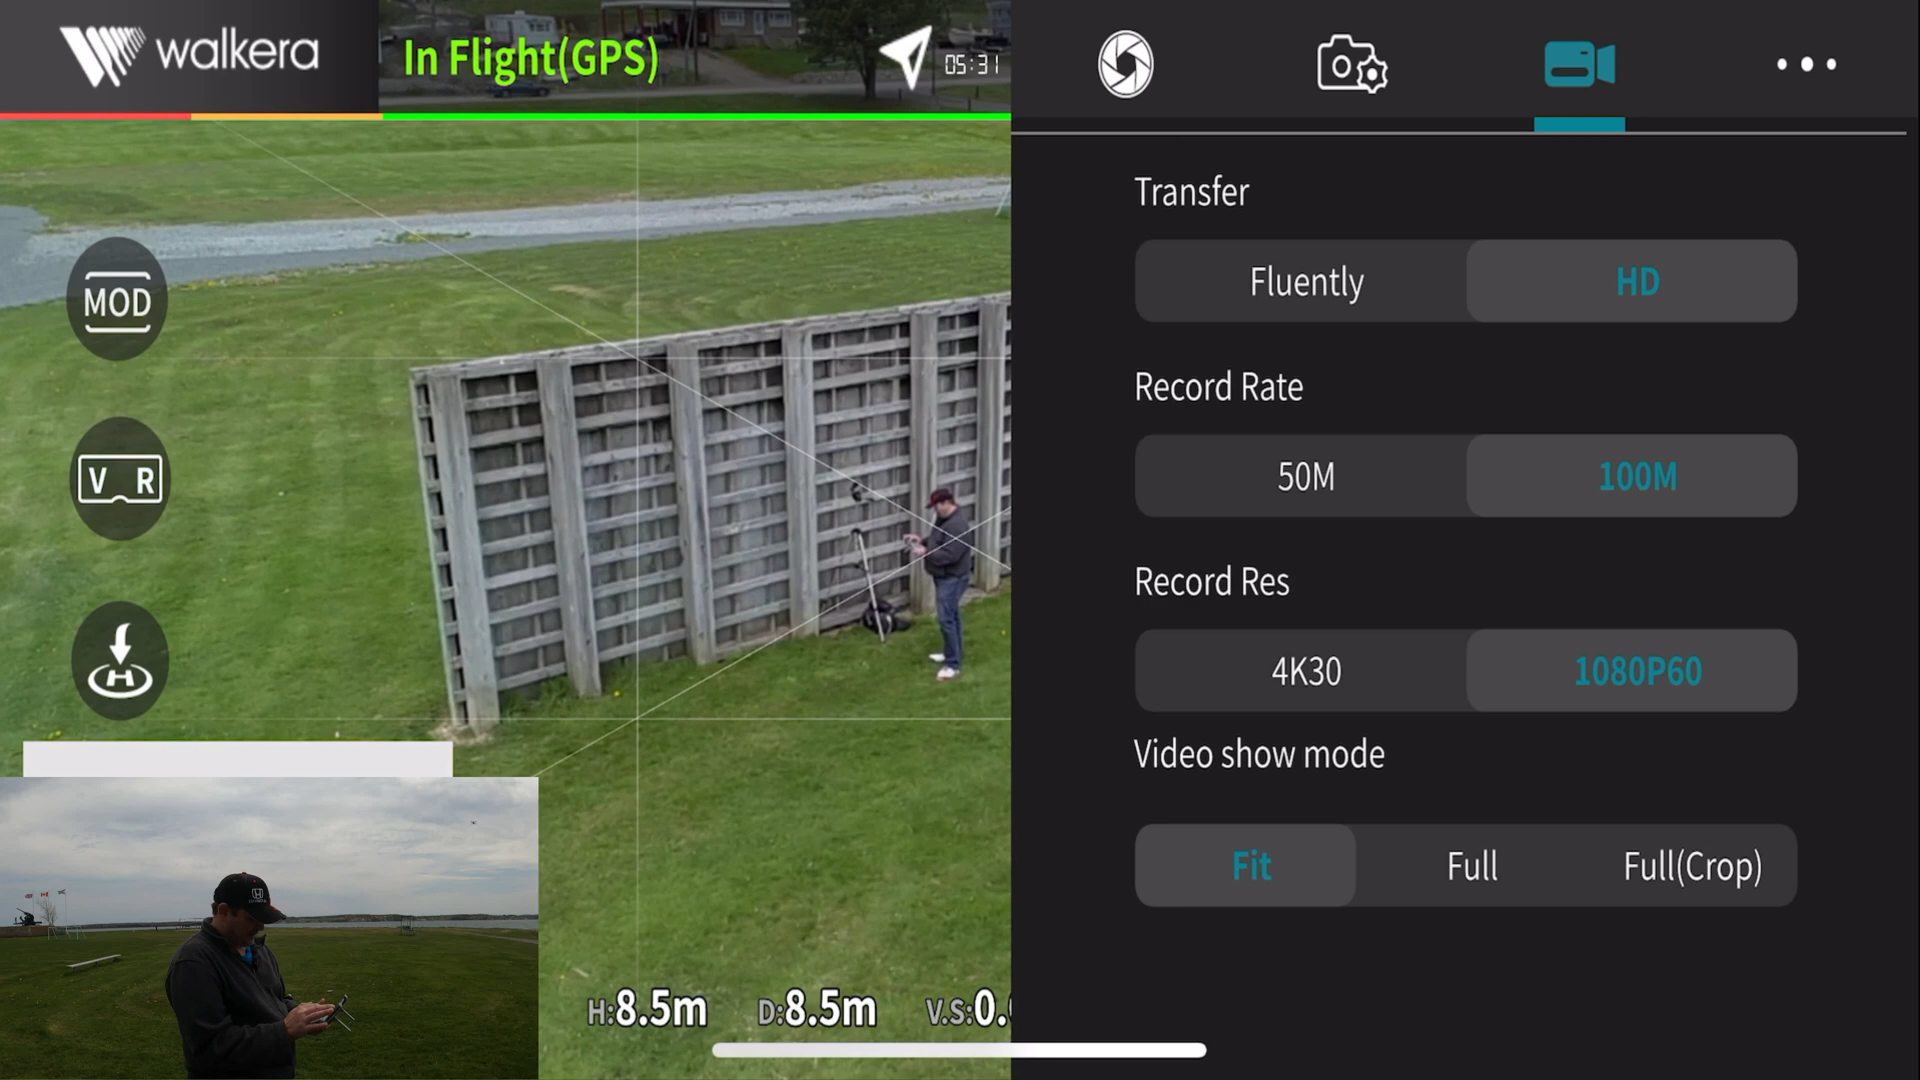 walkera
In Flight(GPS)
05:31
MOD
V R
H
H:8.5m D:8.5m V.S:0.
Transfer
Fluently HD
Record Rate
50M 100M
Record Res
4K30 1080P60
Video show mode
Fit Full Full(Crop)